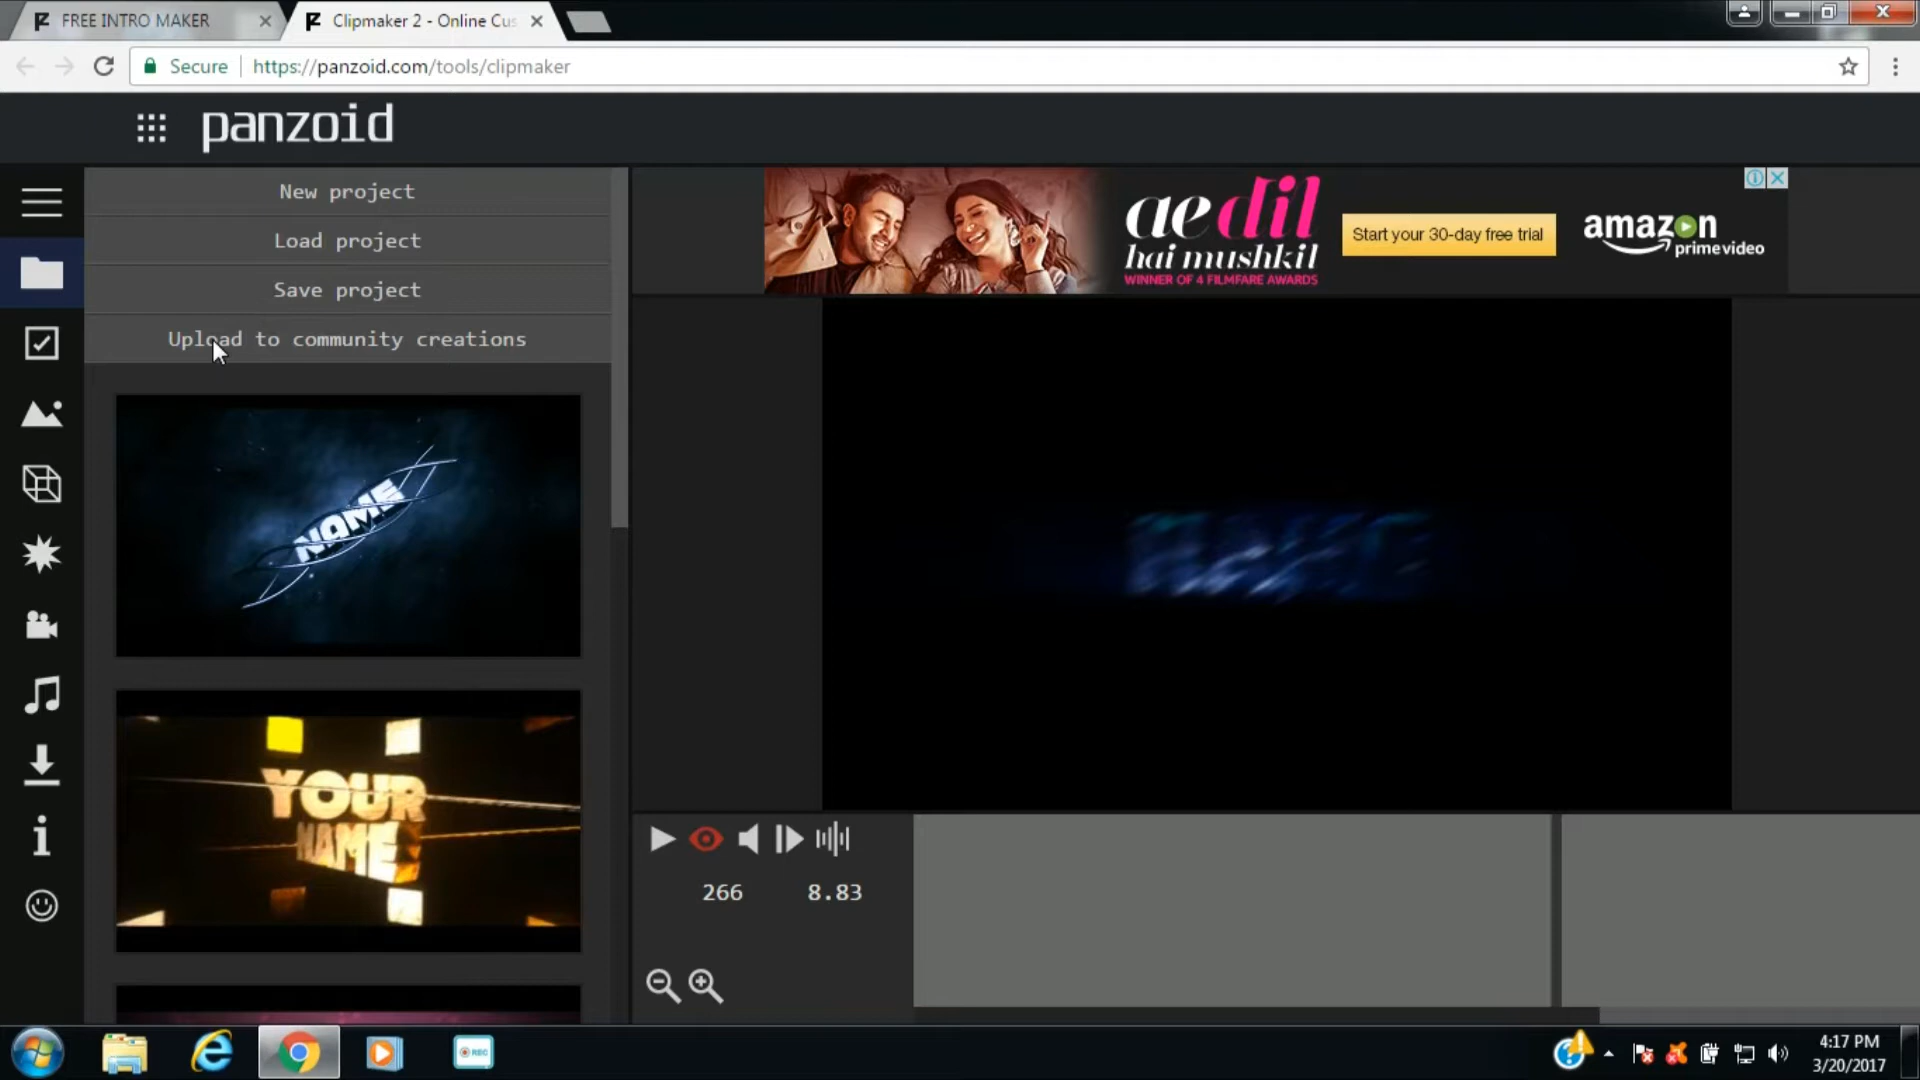 FREE INTRO MAKER
Clipmaker 2 - Online Cus
Secure
https://panzoid.com/tools/clipmaker
panzoid
New project
Load project
Save project
Upload to community creations
ae dil
hai mushkil
WINNER OF 4 FILMFARE AWARDS
Start your 30-day free trial
amazon
prime video
NAME
YOUR
NAME
266
8.83
REC
4:17 PM
3/20/2017